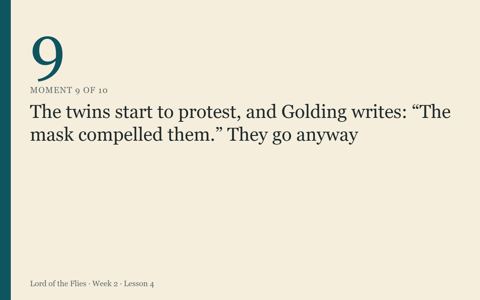 9
MOMENT 9 OF 10
The twins start to protest, and Golding writes: “The
mask compelled them.” They go anyway
Lord of the Flies · Week 2 · Lesson 4